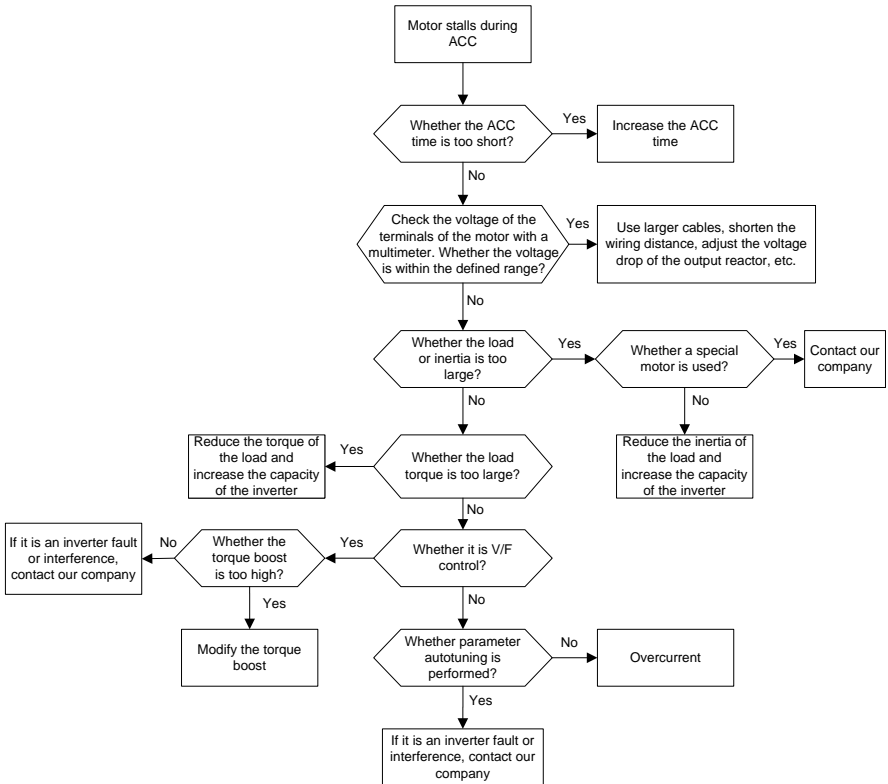 Motor stalls during
ACC
Whether the ACC
time is too short?
Yes
Increase the ACC
time
No
Check the voltage of the
terminals of the motor with a
multimeter. Whether the voltage
is within the defined range?
Yes
Use larger cables, shorten the
wiring distance, adjust the voltage
drop of the output reactor, etc.
No
Whether the load
or inertia is too
large?
Yes
Whether a special
motor is used?
Yes
Contact our
company
No
No
Reduce the inertia of
the load and
increase the capacity
of the inverter
Whether the load
torque is too large?
Yes
Reduce the torque of
the load and
increase the capacity
of the inverter
No
Whether it is V/F
control?
Yes
Whether the
torque boost
is too high?
No
If it is an inverter fault
or interference,
contact our company
Yes
Modify the torque
boost
No
Whether parameter
autotuning is
performed?
No
Overcurrent
Yes
If it is an inverter fault or
interference, contact our
company